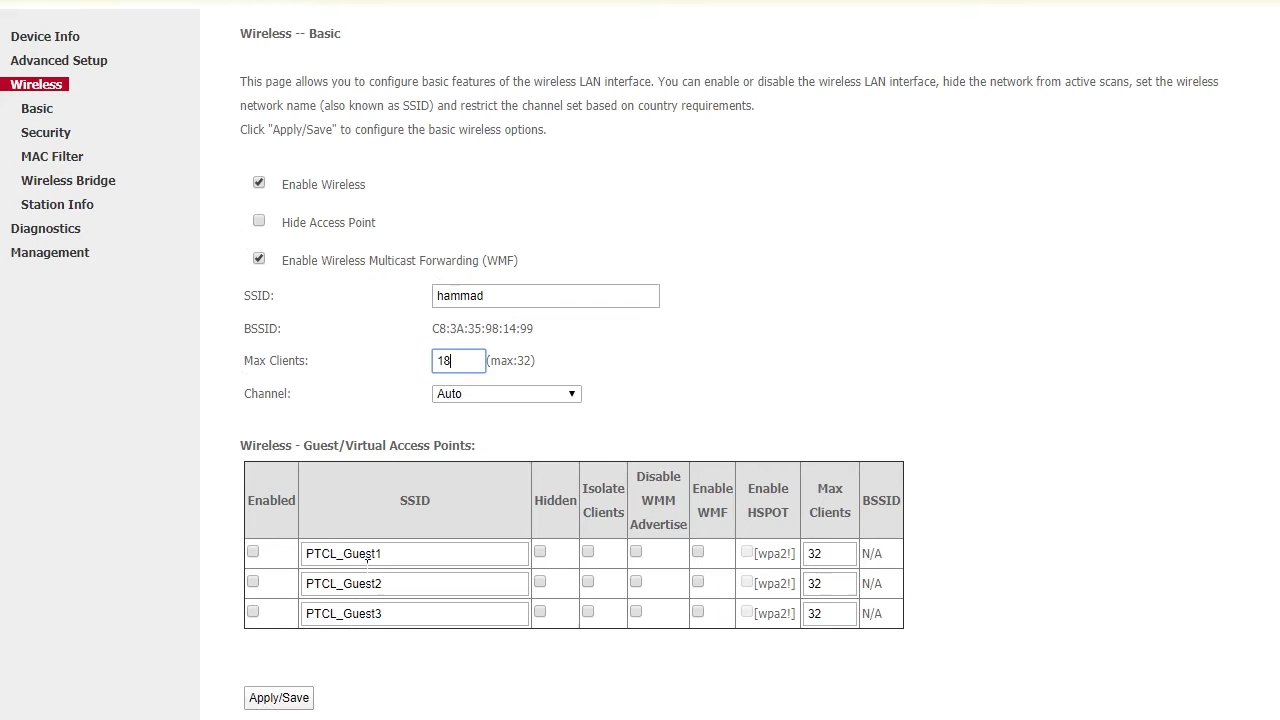 Device Info
Advanced Setup
Wireless
Basic
Security
MAC Filter
Wireless Bridge
Station Info
Diagnostics
Management
Wireless -- Basic
This page allows you to configure basic features of the wireless LAN interface. You can enable or disable the wireless LAN interface, hide the network from active scans, set the wireless
network name (also known as SSID) and restrict the channel set based on country requirements.
Click "Apply/Save" to configure the basic wireless options.
Enable Wireless
Hide Access Point
Enable Wireless Multicast Forwarding (WMF)
SSID: hammad
BSSID: C8:3A:35:98:14:99
Max Clients: 18 (max:32)
Channel: Auto
Wireless - Guest/Virtual Access Points:
Enabled SSID Hidden Isolate Clients Disable WMM Advertise Enable WMF Enable HSPOT Max Clients BSSID
PTCL_Guest1 [wpa2!] 32 N/A
PTCL_Guest2 [wpa2!] 32 N/A
PTCL_Guest3 [wpa2!] 32 N/A
Apply/Save